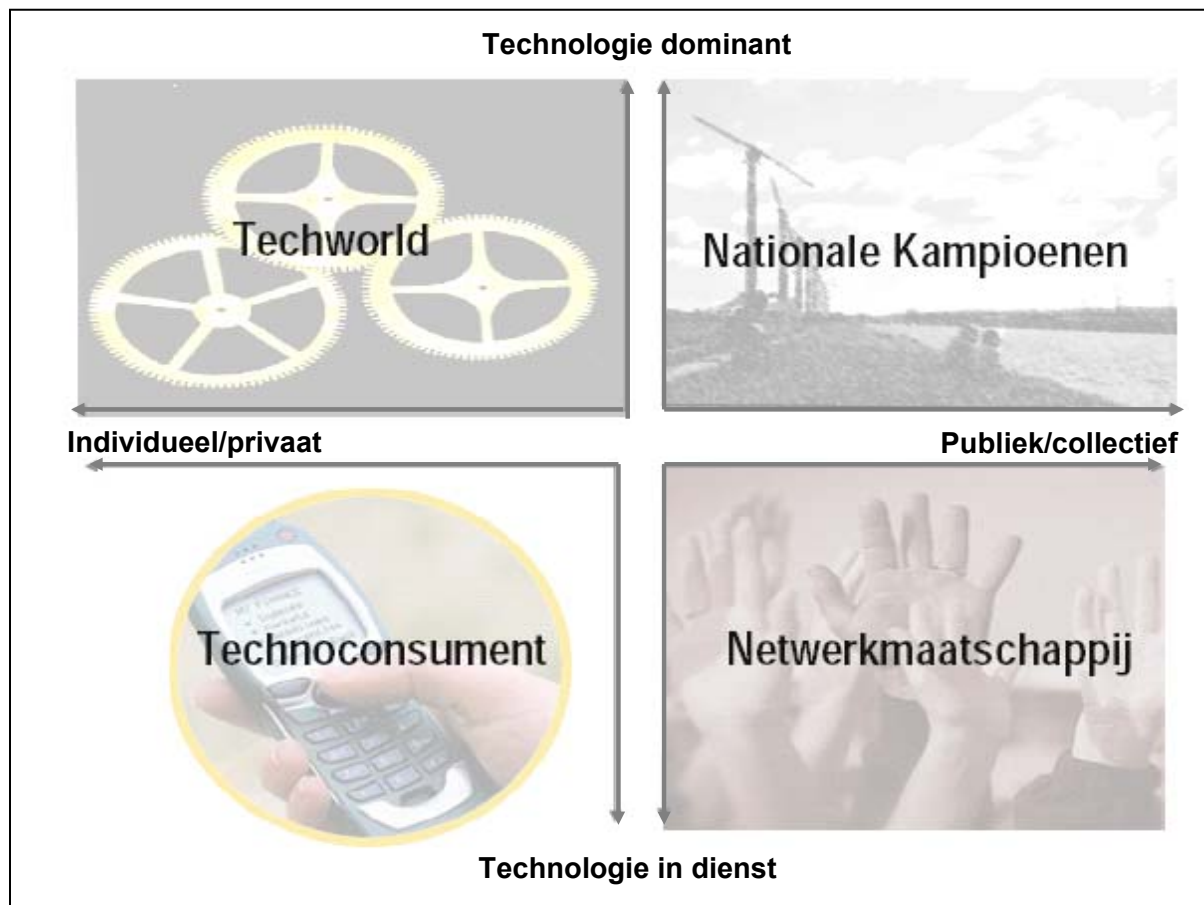 Technologie dominant
Techworld
Nationale Kampioenen
Individueel/privaat
Publiek/collectief
Technoconsument
Netwerkmaatschappij
Technologie in dienst